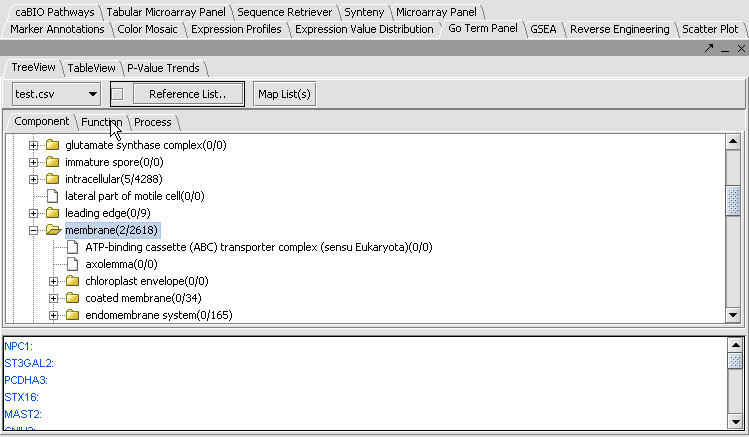 caBIO Pathways Tabular Microarray Panel Sequence Retriever Synteny Microarray Panel
Marker Annotations Color Mosaic Expression Profiles Expression Value Distribution Go Term Panel GSEA Reverse Engineering Scatter Plot
TreeView TableView P-Value Trends
test.csv Reference List.. Map List(s)
Component Function Process
glutamate synthase complex(0/0)
immature spore(0/0)
intracellular(5/4288)
lateral part of motile cell(0/0)
leading edge(0/9)
membrane(2/2618)
ATP-binding cassette (ABC) transporter complex (sensu Eukaryota)(0/0)
axolemma(0/0)
chloroplast envelope(0/0)
coated membrane(0/34)
endomembrane system(0/165)
NPC1:
ST3GAL2:
PCDHA3:
STX16:
MAST2: